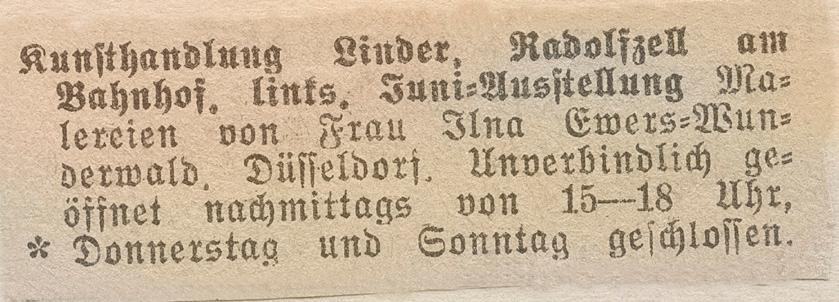 Kunsthandlung Linder, Radolfzell am
Bahnhof, links. Juni-Ausstellung Ma-
lereien von Frau Ilna Ewers-Wun-
derwald, Düsseldorf. Unverbindlich ge-
öffnet nachmittags von 15—18 Uhr,
* Donnerstag und Sonntag geschlossen.